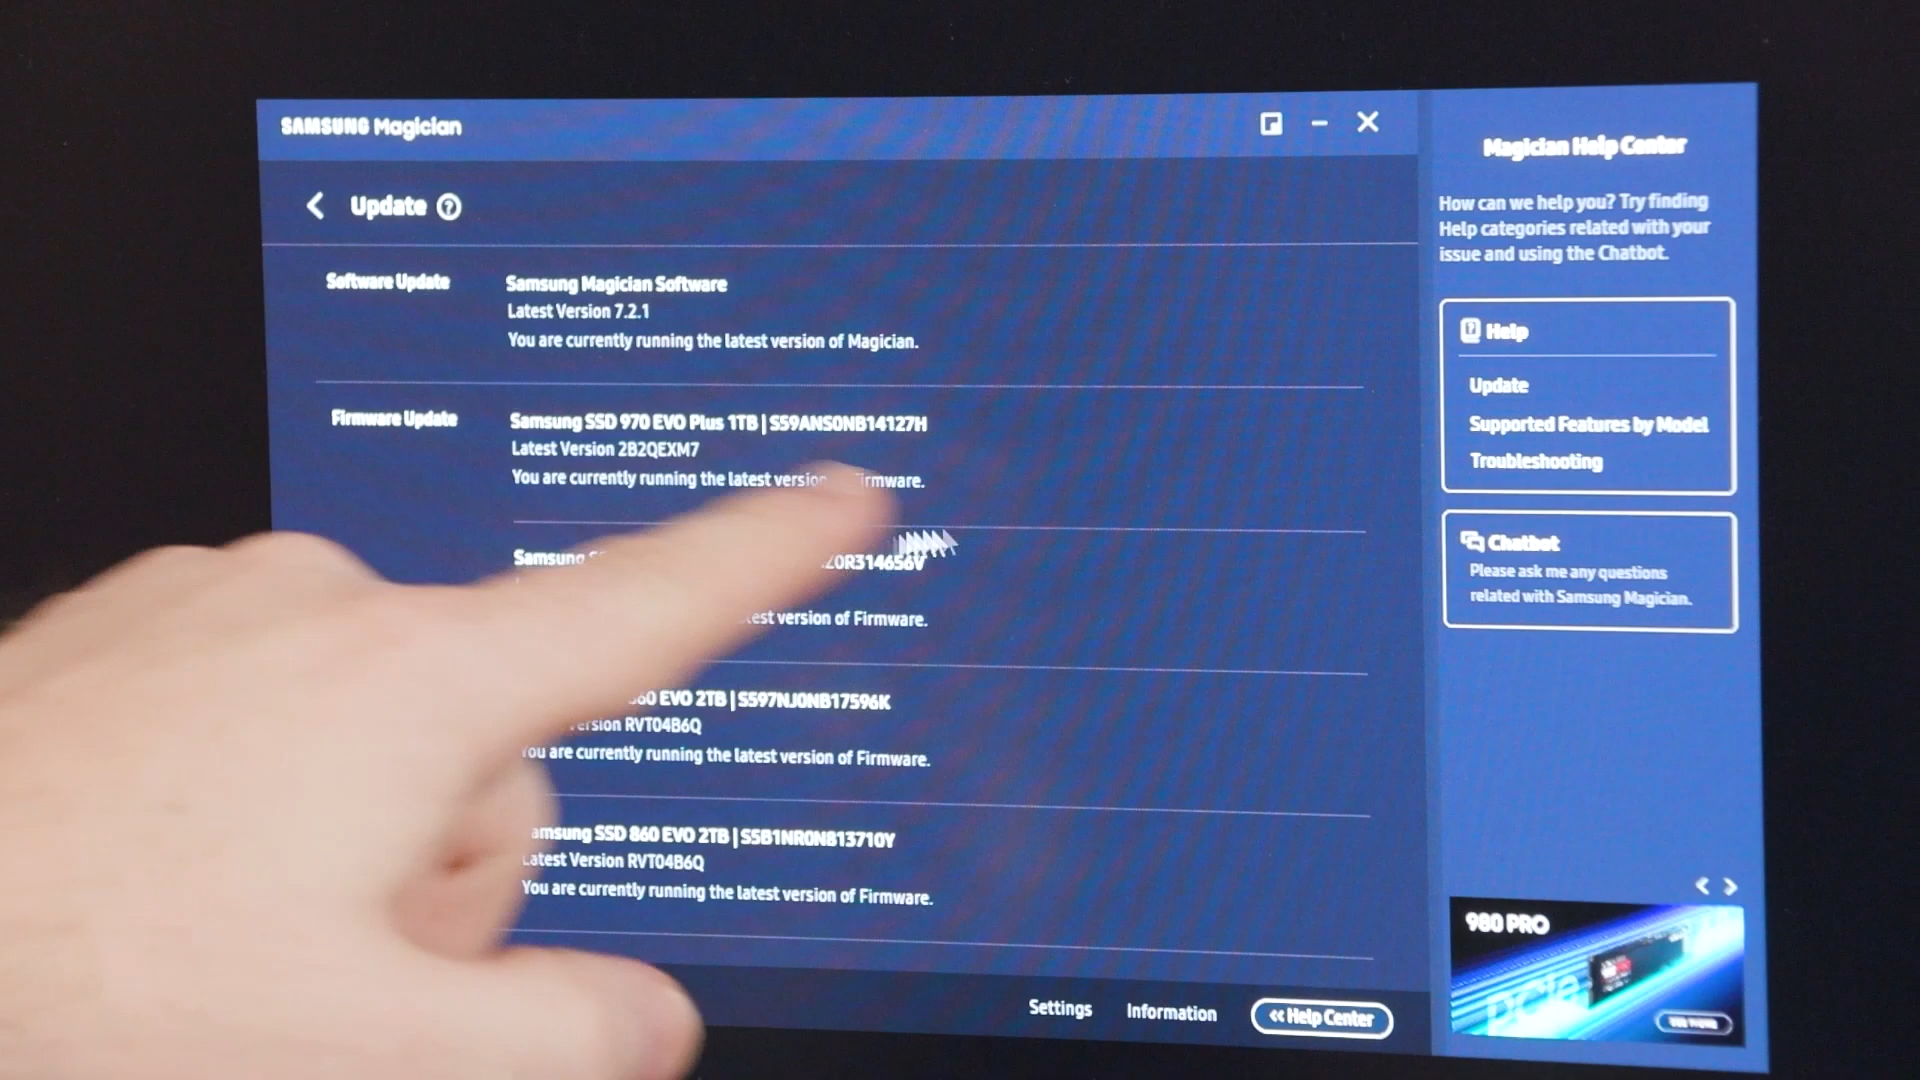 SAMSUNG Magician
Update ?
Software Update
Samsung Magician Software
Latest Version 7.2.1
You are currently running the latest version of Magician.
Firmware Update
Samsung SSD 970 EVO Plus 1TB | S59ANS0NB14127H
Latest Version 2B2QEXM7
You are currently running the latest version Firmware.
Samsung 0R314656V
version of Firmware.
EVO 2TB | S597NJ0NB17596K
Version RVT04B6Q
You are currently running the latest version of Firmware.
Samsung SSD 860 EVO 2TB | S5B1NR0N813710Y
Latest Version RVT04B6Q
You are currently running the latest version of Firmware.
Settings Information << Help Center
Magician Help Center
How can we help you? Try finding
Help categories related with your
issue and using the Chatbot.
Help
Update
Supported Features by Model
Troubleshooting
Chatbot
Please ask me any questions
related with Samsung Magician.
980 PRO
PCIe